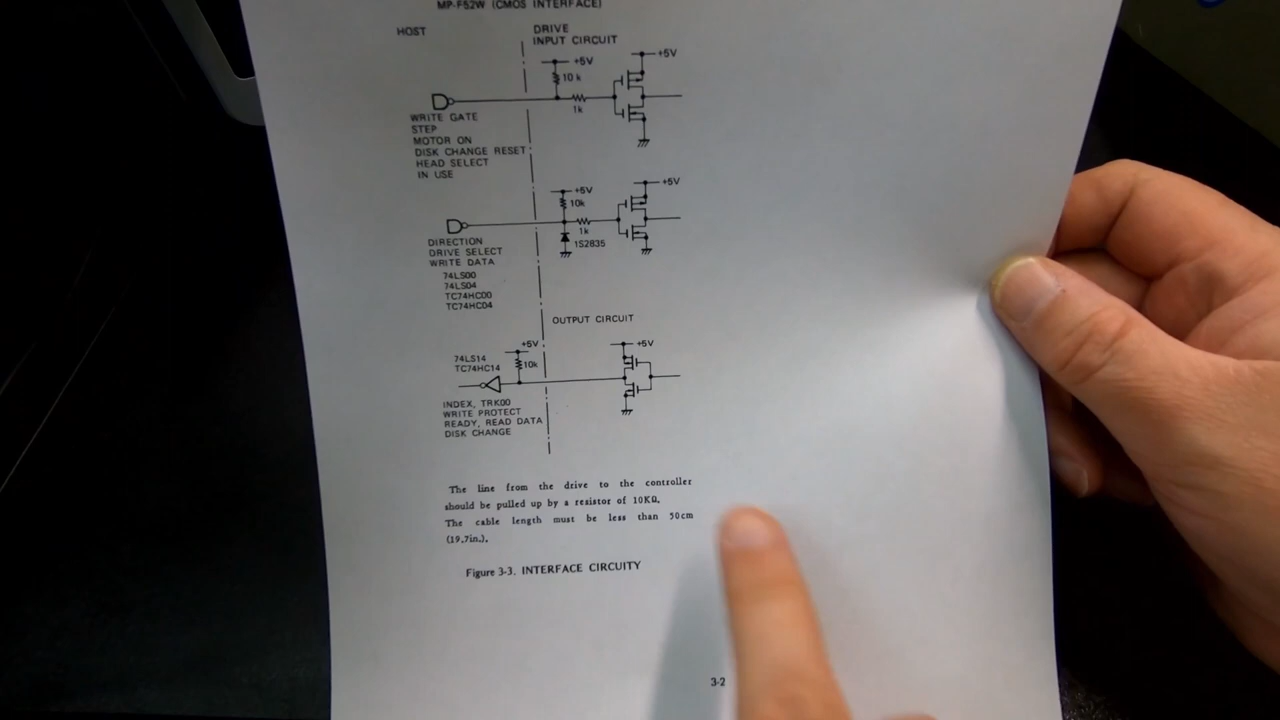 MP-F52W (CMOS INTERFACE)
HOST
DRIVE
INPUT CIRCUIT
+5V
+5V
10 k
1k
WRITE GATE
STEP
MOTOR ON
DISK CHANGE RESET
HEAD SELECT
IN USE
+5V
+5V
10k
1k
1S2835
DIRECTION
DRIVE SELECT
WRITE DATA
74LS00
74LS04
TC74HC00
TC74HC04
OUTPUT CIRCUIT
+5V
+5V
10k
74LS14
TC74HC14
INDEX, TRK00
WRITE PROTECT
READY, READ DATA
DISK CHANGE
The line from the drive to the controller
should be pulled up by a resistor of 10KΩ.
The cable length must be less than 50cm
(19.7in.).
Figure 3-3. INTERFACE CIRCUITY
3-2